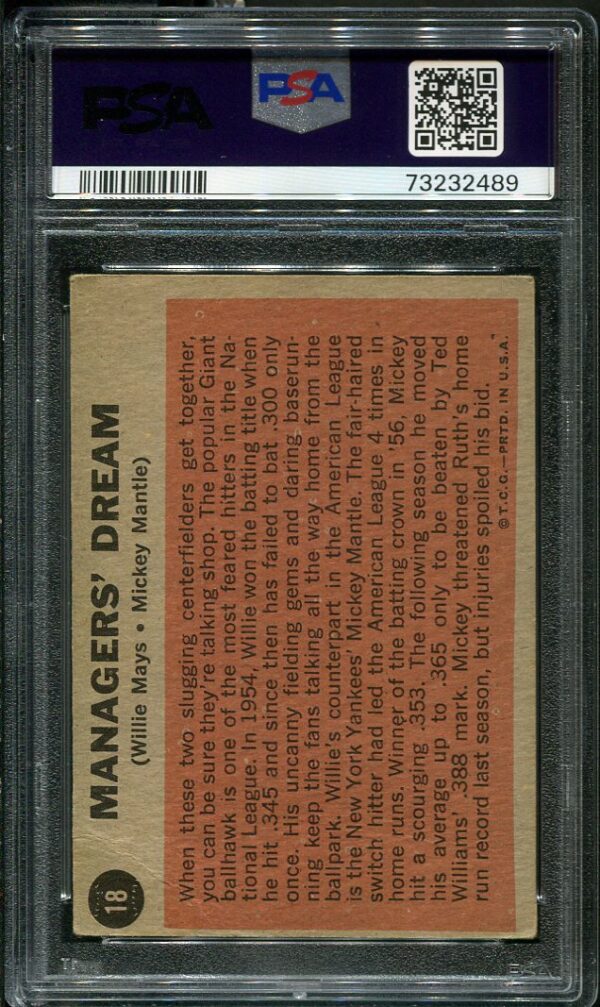 PSA
PSA
73232489
18
MANAGERS' DREAM
(Willie Mays • Mickey Mantle)
When these two slugging centerfielders get together,
you can be sure they're talking shop. The popular Giant
ballhawk is one of the most feared hitters in the Na-
tional League. In 1954, Willie won the batting title when
he hit .345 and since then has failed to bat .300 only
once. His uncanny fielding gems and daring baserun-
ning keep the fans talking all the way home from the
ballpark. Willie's counterpart in the American League
is the New York Yankees' Mickey Mantle. The fair-haired
switch hitter had led the American League 4 times in
home runs. Winner of the batting crown in '56, Mickey
hit a scourging .353. The following season he moved
his average up to .365 only to be beaten by Ted
Williams' .388 mark. Mickey threatened Ruth's home
run record last season, but injuries spoiled his bid.
©T.C.G.—PRTD. IN U.S.A.